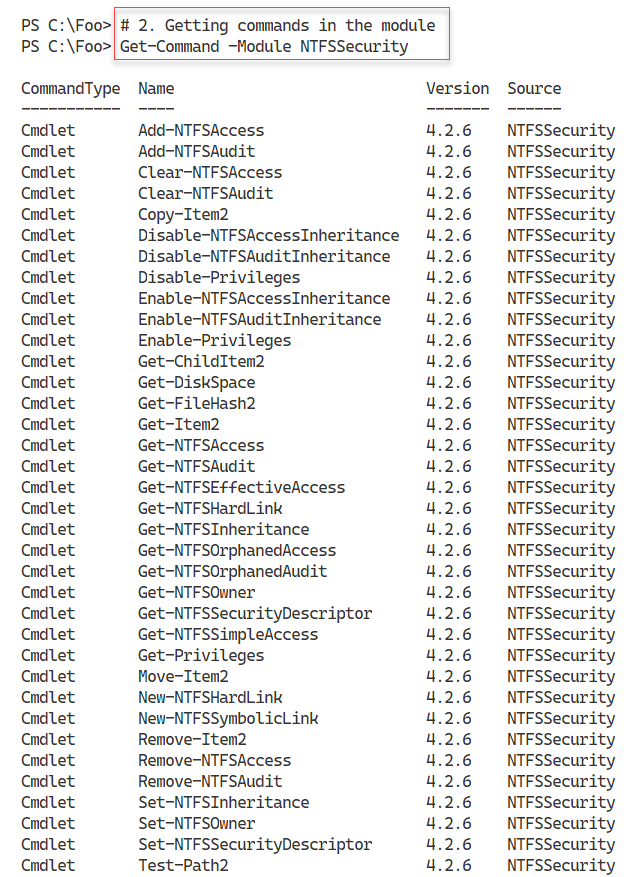 PS C:\Foo> # 2. Getting commands in the module
PS C:\Foo> Get-Command -Module NTFSSecurity
CommandType  Name                           Version  Source
-----------  ----                           -------  ------
Cmdlet       Add-NTFSAccess                 4.2.6    NTFSSecurity
Cmdlet       Add-NTFSAudit                  4.2.6    NTFSSecurity
Cmdlet       Clear-NTFSAccess               4.2.6    NTFSSecurity
Cmdlet       Clear-NTFSAudit                4.2.6    NTFSSecurity
Cmdlet       Copy-Item2                     4.2.6    NTFSSecurity
Cmdlet       Disable-NTFSAccessInheritance  4.2.6    NTFSSecurity
Cmdlet       Disable-NTFSAuditInheritance   4.2.6    NTFSSecurity
Cmdlet       Disable-Privileges             4.2.6    NTFSSecurity
Cmdlet       Enable-NTFSAccessInheritance   4.2.6    NTFSSecurity
Cmdlet       Enable-NTFSAuditInheritance    4.2.6    NTFSSecurity
Cmdlet       Enable-Privileges              4.2.6    NTFSSecurity
Cmdlet       Get-ChildItem2                 4.2.6    NTFSSecurity
Cmdlet       Get-DiskSpace                  4.2.6    NTFSSecurity
Cmdlet       Get-FileHash2                  4.2.6    NTFSSecurity
Cmdlet       Get-Item2                      4.2.6    NTFSSecurity
Cmdlet       Get-NTFSAccess                 4.2.6    NTFSSecurity
Cmdlet       Get-NTFSAudit                  4.2.6    NTFSSecurity
Cmdlet       Get-NTFSEffectiveAccess        4.2.6    NTFSSecurity
Cmdlet       Get-NTFSHardLink               4.2.6    NTFSSecurity
Cmdlet       Get-NTFSInheritance            4.2.6    NTFSSecurity
Cmdlet       Get-NTFSOrphanedAccess         4.2.6    NTFSSecurity
Cmdlet       Get-NTFSOrphanedAudit          4.2.6    NTFSSecurity
Cmdlet       Get-NTFSOwner                  4.2.6    NTFSSecurity
Cmdlet       Get-NTFSSecurityDescriptor     4.2.6    NTFSSecurity
Cmdlet       Get-NTFSSimpleAccess           4.2.6    NTFSSecurity
Cmdlet       Get-Privileges                 4.2.6    NTFSSecurity
Cmdlet       Move-Item2                     4.2.6    NTFSSecurity
Cmdlet       New-NTFSHardLink               4.2.6    NTFSSecurity
Cmdlet       New-NTFSSymbolicLink           4.2.6    NTFSSecurity
Cmdlet       Remove-Item2                   4.2.6    NTFSSecurity
Cmdlet       Remove-NTFSAccess              4.2.6    NTFSSecurity
Cmdlet       Remove-NTFSAudit               4.2.6    NTFSSecurity
Cmdlet       Set-NTFSInheritance            4.2.6    NTFSSecurity
Cmdlet       Set-NTFSOwner                  4.2.6    NTFSSecurity
Cmdlet       Set-NTFSSecurityDescriptor     4.2.6    NTFSSecurity
Cmdlet       Test-Path2                     4.2.6    NTFSSecurity